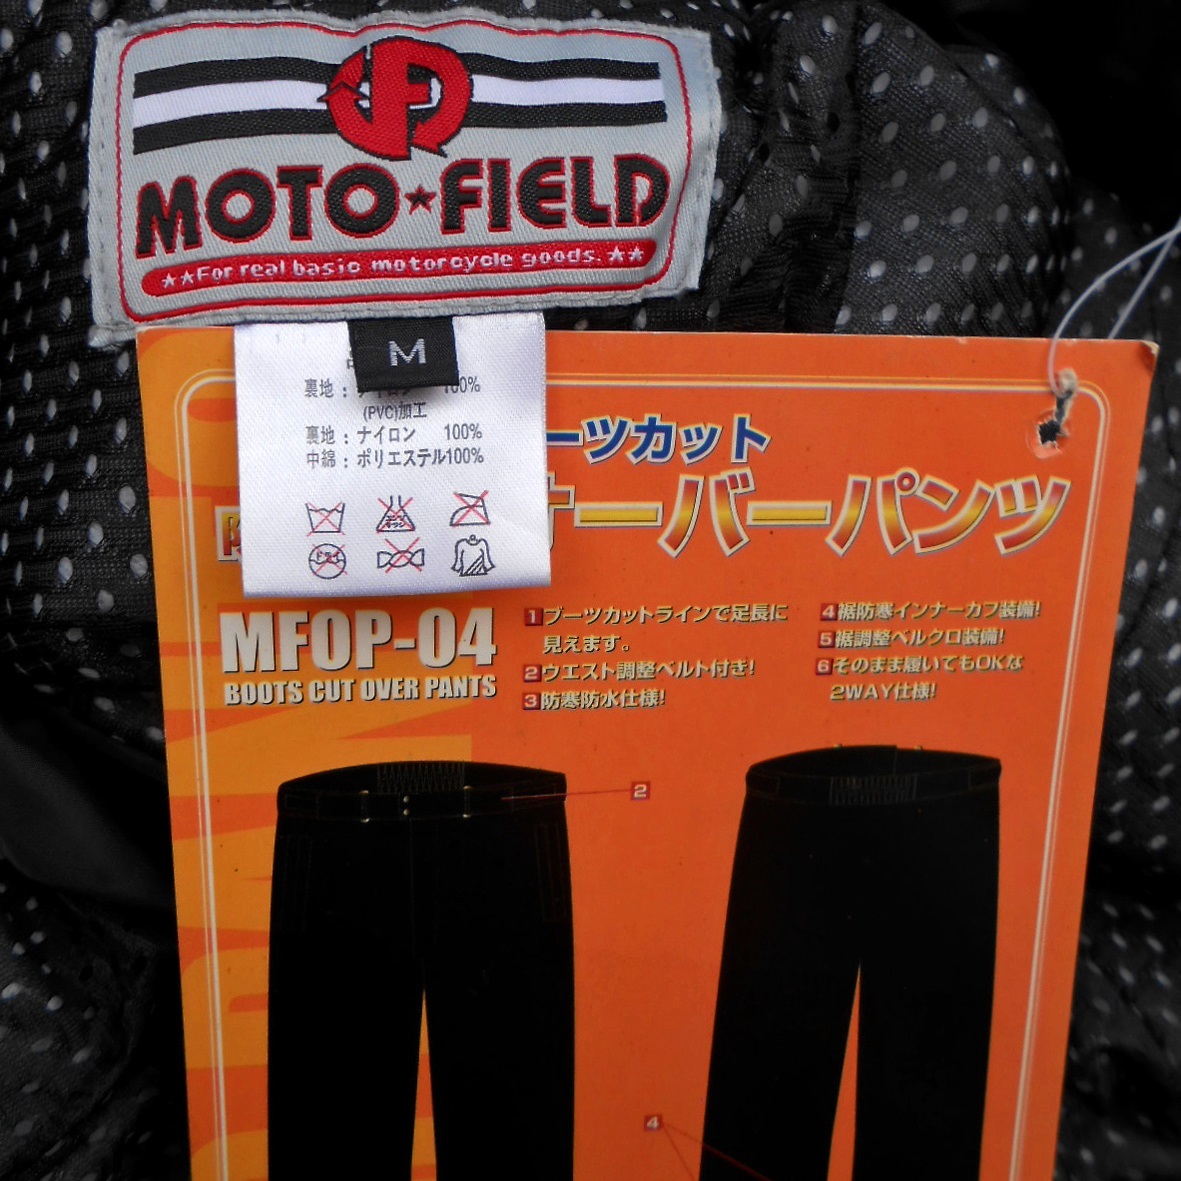 MOTO★FIELD
★★For real basic motorcycle goods.★★
M
裏地： 100%
(PVC)加工
裏地：ナイロン 100%
中綿：ポリエステル100%
ーツカット
オーバーパンツ
MFOP-04
BOOTS CUT OVER PANTS
1ブーツカットラインで足長に
見えます。
2ウエスト調整ベルト付き!
3防寒防水仕様!
4裾防寒インナーカフ装備!
5裾調整ベルクロ装備!
6そのまま履いてもOKな
2WAY仕様!
2
4